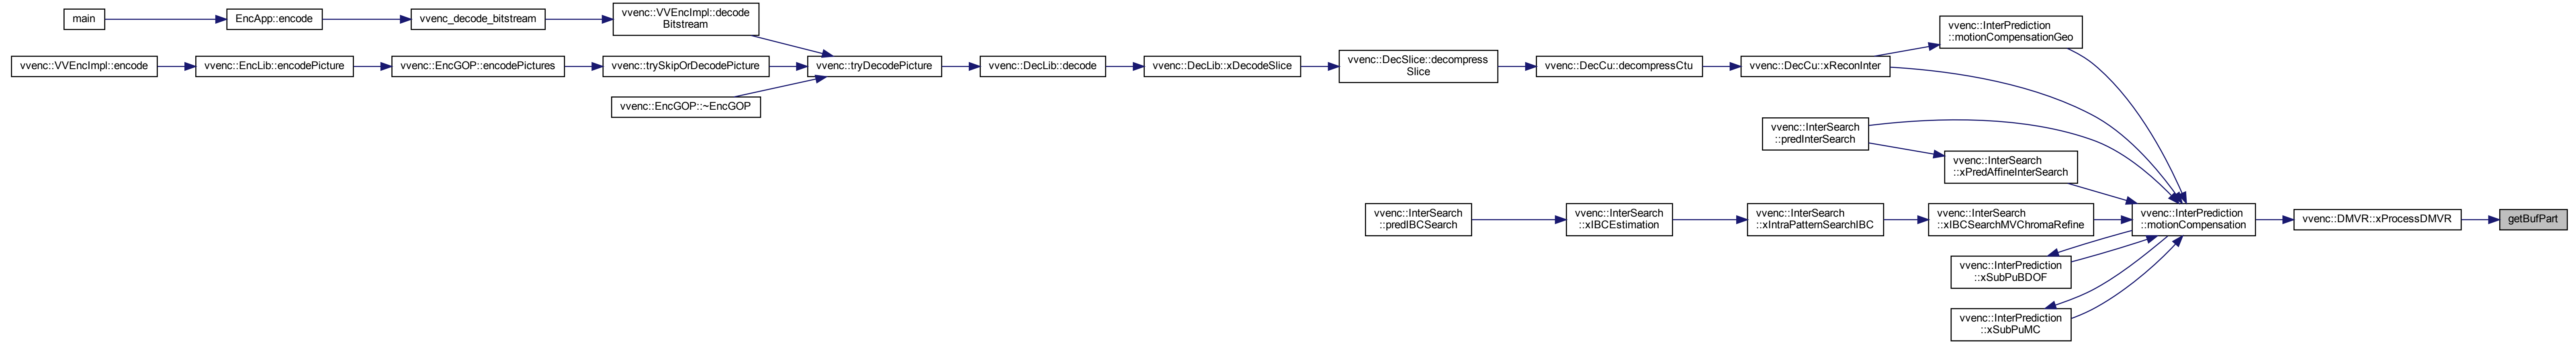 main
EncApp::encode
vvenc_decode_bitstream
vvenc::VVEncImpl::decode
Bitstream
vvenc::InterPrediction
::motionCompensationGeo
vvenc::VVEncImpl::encode
vvenc::EncLib::encodePicture
vvenc::EncGOP::encodePictures
vvenc::trySkipOrDecodePicture
vvenc::tryDecodePicture
vvenc::DecLib::decode
vvenc::DecLib::xDecodeSlice
vvenc::DecSlice::decompress
Slice
vvenc::DecCu::decompressCtu
vvenc::DecCu::xReconInter
vvenc::EncGOP::~EncGOP
vvenc::InterSearch
::predInterSearch
vvenc::InterSearch
::xPredAffineInterSearch
vvenc::InterSearch
::predIBCSearch
vvenc::InterSearch
::xIBCEstimation
vvenc::InterSearch
::xIntraPatternSearchIBC
vvenc::InterSearch
::xIBCSearchMVChromaRefine
vvenc::InterPrediction
::motionCompensation
vvenc::DMVR::xProcessDMVR
getBufPart
vvenc::InterPrediction
::xSubPuBDOF
vvenc::InterPrediction
::xSubPuMC